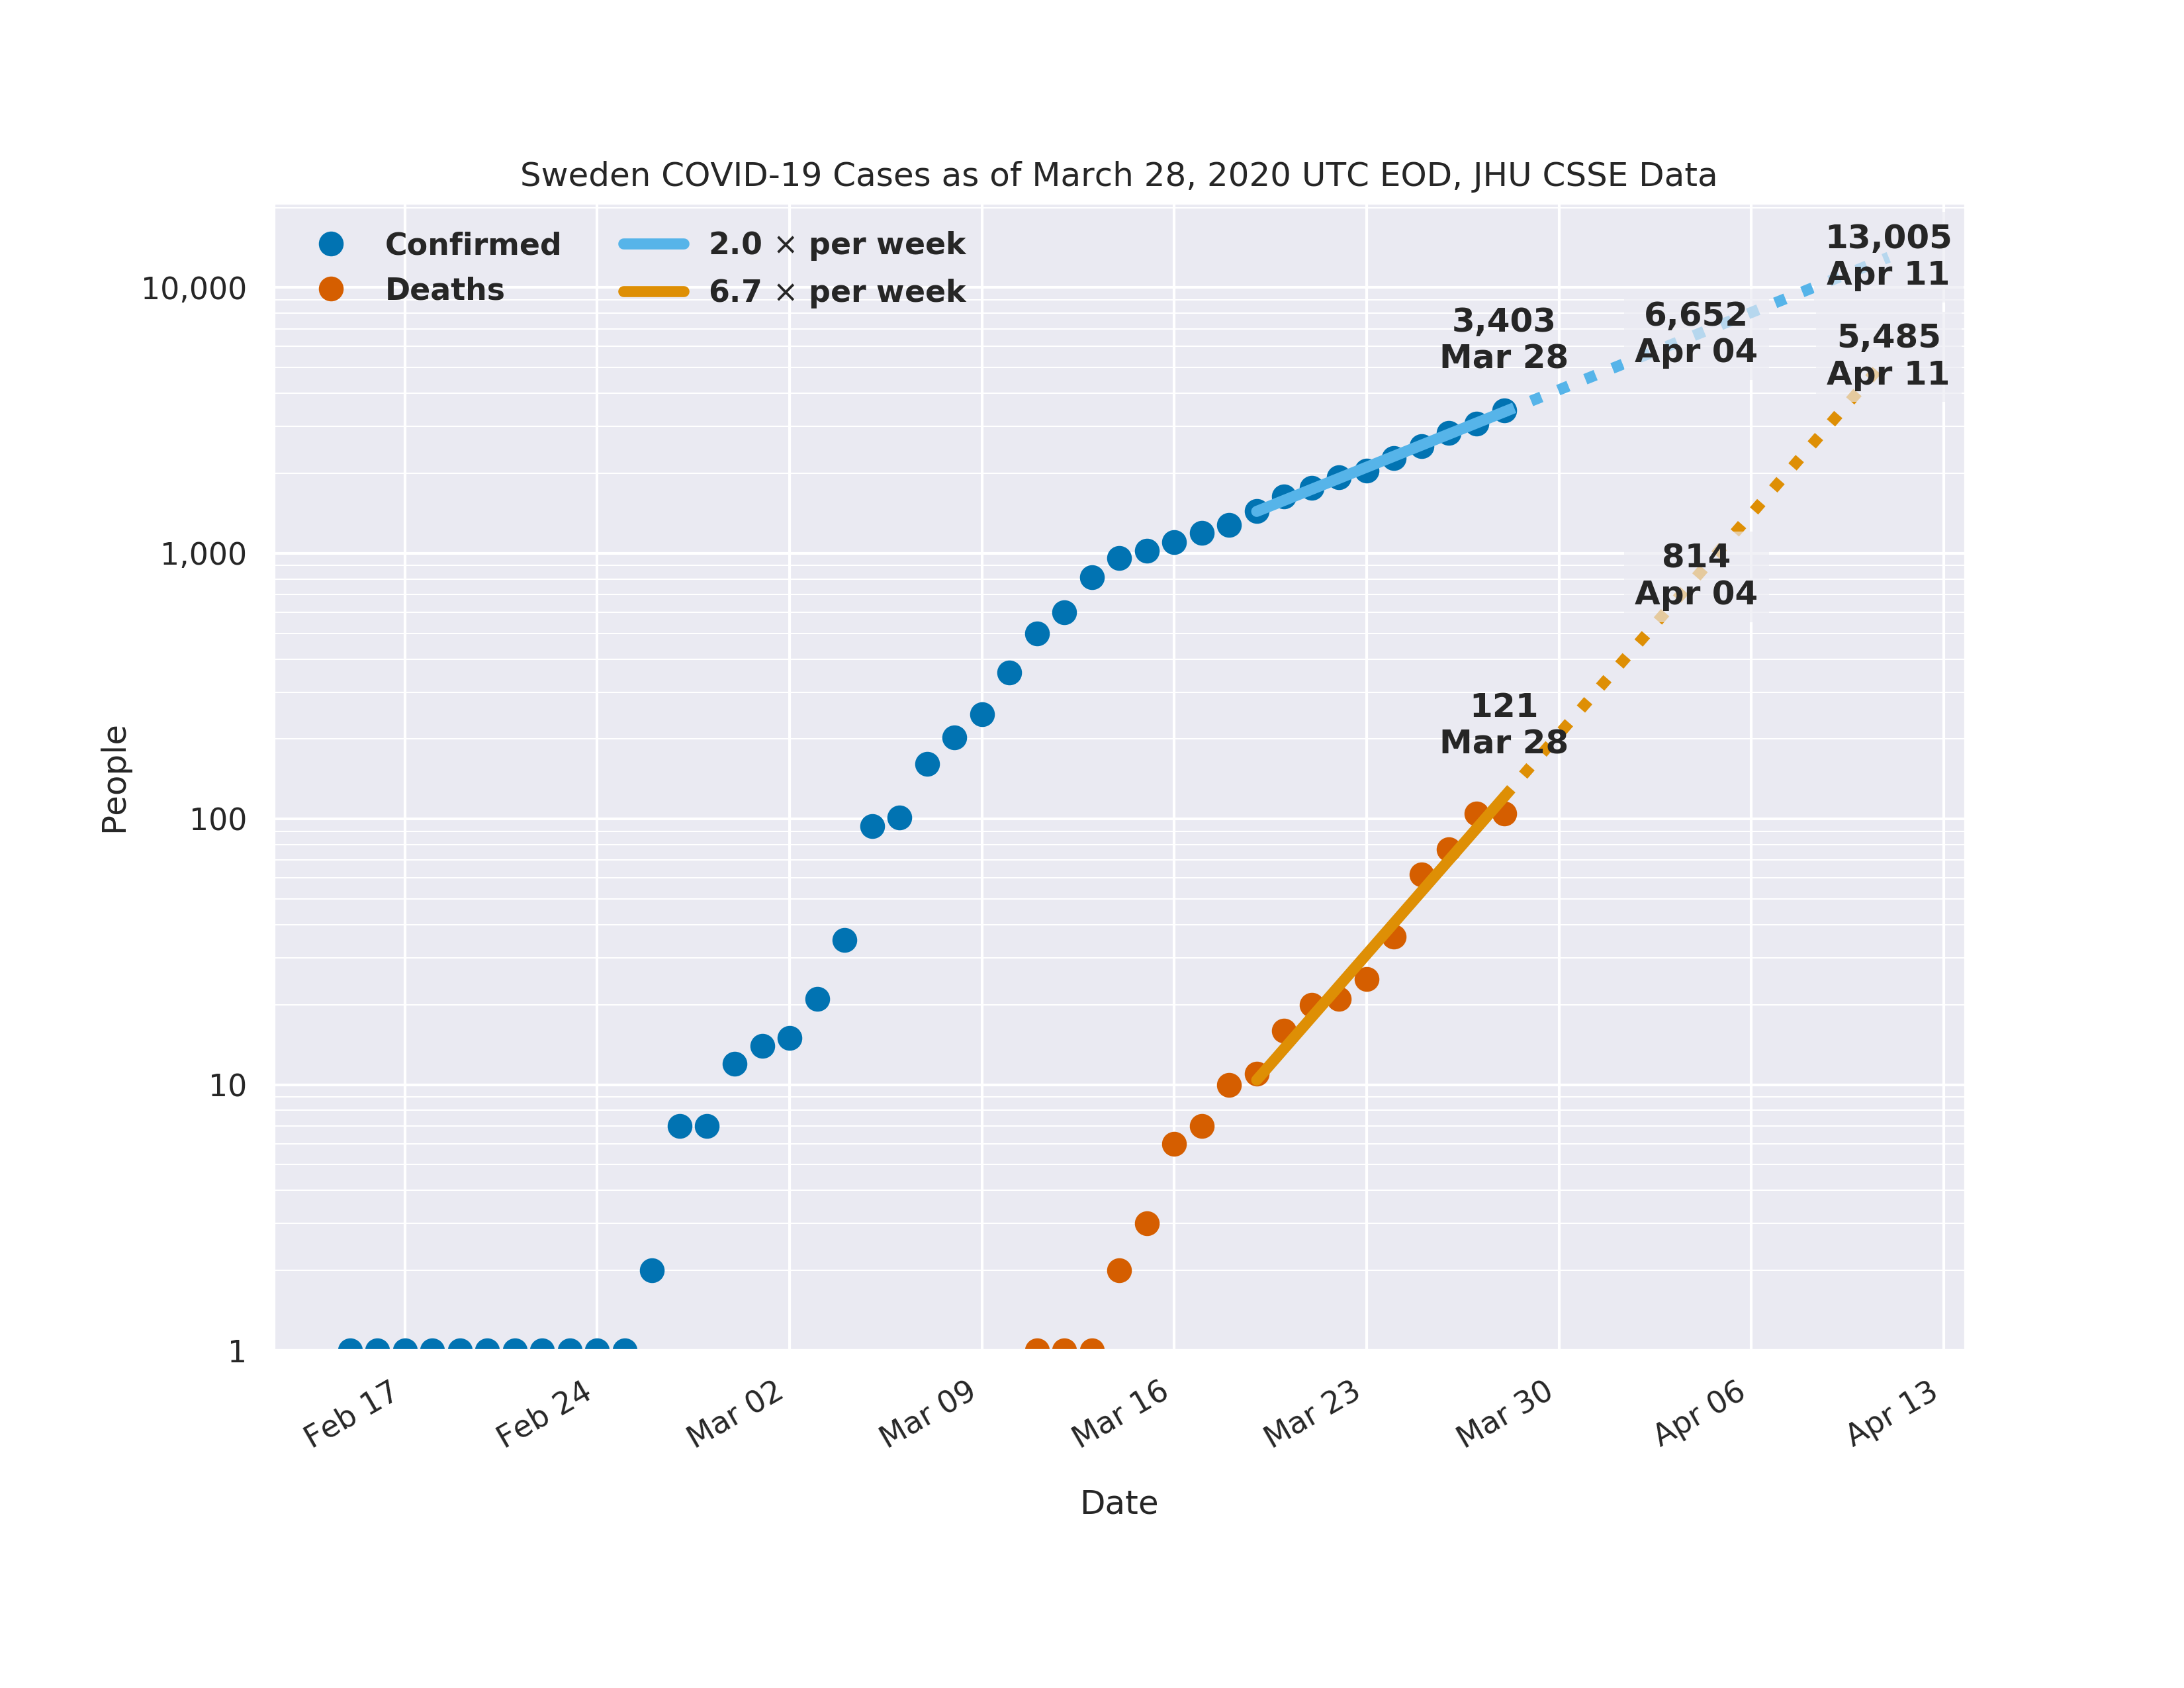 Sweden COVID-19 Cases as of March 28, 2020 UTC EOD, JHU CSSE Data
Confirmed
Deaths
2.0 × per week
6.7 × per week
13,005
Apr 11
3,403
Mar 28
6,652
Apr 04
5,485
Apr 11
814
Apr 04
121
Mar 28
10,000
1,000
100
10
1
People
Feb 17
Feb 24
Mar 02
Mar 09
Mar 16
Mar 23
Mar 30
Apr 06
Apr 13
Date